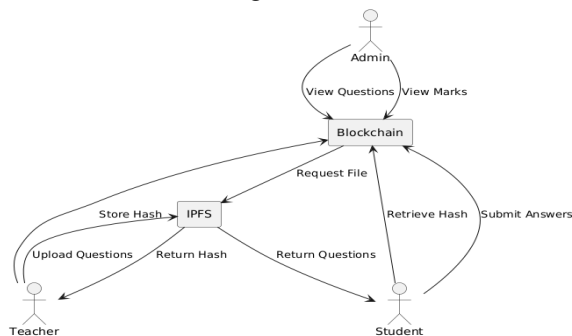 Admin
View Questions
View Marks
Blockchain
Request File
Store Hash
IPFS
Retrieve Hash
Submit Answers
Upload Questions
Return Hash
Return Questions
Teacher
Student